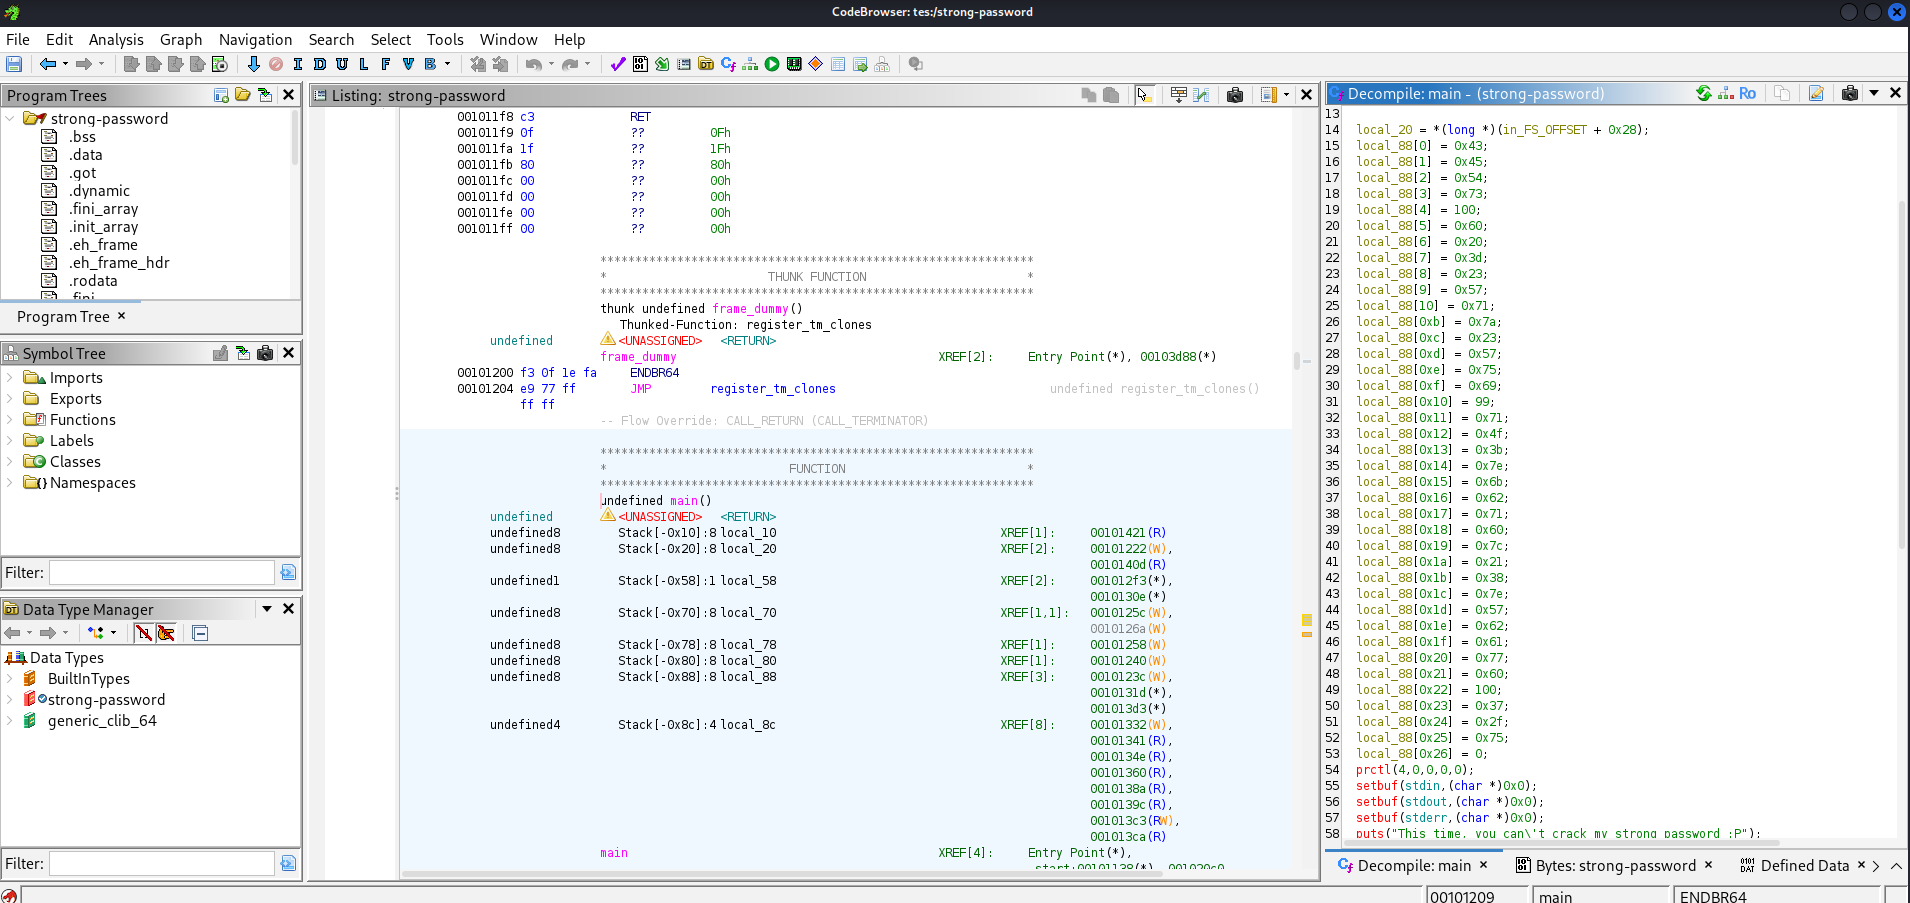 CodeBrowser: tes:/strong-password
File Edit Analysis Graph Navigation Search Select Tools Window Help
I D U L F V B
Program Trees
strong-password
.bss
.data
.got
.dynamic
.fini_array
.init_array
.eh_frame
.eh_frame_hdr
.rodata
.fini
Program Tree ×
Symbol Tree
Imports
Exports
Functions
Labels
Classes
Namespaces
Filter:
Data Type Manager
Data Types
BuiltInTypes
strong-password
generic_clib_64
Filter:
Listing: strong-password
001011f8 c3 RET
001011f9 0f ?? 0Fh
001011fa 1f ?? 1Fh
001011fb 80 ?? 80h
001011fc 00 ?? 00h
001011fd 00 ?? 00h
001011fe 00 ?? 00h
001011ff 00 ?? 00h
**************************************************************
* THUNK FUNCTION *
**************************************************************
thunk undefined frame_dummy()
Thunked-Function: register_tm_clones
undefined <UNASSIGNED> <RETURN>
frame_dummy XREF[2]: Entry Point(*), 00103d88(*)
00101200 f3 0f 1e fa ENDBR64
00101204 e9 77 ff JMP register_tm_clones undefined register_tm_clones()
ff ff
-- Flow Override: CALL_RETURN (CALL_TERMINATOR)
**************************************************************
* FUNCTION *
**************************************************************
undefined main()
undefined <UNASSIGNED> <RETURN>
undefined8 Stack[-0x10]:8 local_10 XREF[1]: 00101421(R)
undefined8 Stack[-0x20]:8 local_20 XREF[2]: 00101222(W),
0010140d(R)
undefined1 Stack[-0x58]:1 local_58 XREF[2]: 001012f3(*),
0010130e(*)
undefined8 Stack[-0x70]:8 local_70 XREF[1,1]: 0010125c(W),
0010126a(W)
undefined8 Stack[-0x78]:8 local_78 XREF[1]: 00101258(W)
undefined8 Stack[-0x80]:8 local_80 XREF[1]: 00101240(W)
undefined8 Stack[-0x88]:8 local_88 XREF[3]: 0010123c(W),
0010131d(*),
001013d3(*)
undefined4 Stack[-0x8c]:4 local_8c XREF[8]: 00101332(W),
00101341(R),
0010134e(R),
00101360(R),
0010138a(R),
0010139c(R),
001013c3(RW),
001013ca(R)
main XREF[4]: Entry Point(*),
_start:00101138(*), 001020c0
Decompile: main - (strong-password)
Ro
13
14 local_20 = *(long *)(in_FS_OFFSET + 0x28);
15 local_88[0] = 0x43;
16 local_88[1] = 0x45;
17 local_88[2] = 0x54;
18 local_88[3] = 0x73;
19 local_88[4] = 100;
20 local_88[5] = 0x60;
21 local_88[6] = 0x20;
22 local_88[7] = 0x3d;
23 local_88[8] = 0x23;
24 local_88[9] = 0x57;
25 local_88[10] = 0x71;
26 local_88[0xb] = 0x7a;
27 local_88[0xc] = 0x23;
28 local_88[0xd] = 0x57;
29 local_88[0xe] = 0x75;
30 local_88[0xf] = 0x69;
31 local_88[0x10] = 99;
32 local_88[0x11] = 0x71;
33 local_88[0x12] = 0x4f;
34 local_88[0x13] = 0x3b;
35 local_88[0x14] = 0x7e;
36 local_88[0x15] = 0x6b;
37 local_88[0x16] = 0x62;
38 local_88[0x17] = 0x71;
39 local_88[0x18] = 0x60;
40 local_88[0x19] = 0x7c;
41 local_88[0x1a] = 0x21;
42 local_88[0x1b] = 0x38;
43 local_88[0x1c] = 0x7e;
44 local_88[0x1d] = 0x57;
45 local_88[0x1e] = 0x62;
46 local_88[0x1f] = 0x61;
47 local_88[0x20] = 0x77;
48 local_88[0x21] = 0x60;
49 local_88[0x22] = 100;
50 local_88[0x23] = 0x37;
51 local_88[0x24] = 0x2f;
52 local_88[0x25] = 0x75;
53 local_88[0x26] = 0;
54 prctl(4,0,0,0,0);
55 setbuf(stdin,(char *)0x0);
56 setbuf(stdout,(char *)0x0);
57 setbuf(stderr,(char *)0x0);
58 puts("This time, you can\'t crack my strong password :P");
Decompile: main × Bytes: strong-password × Defined Data ×
00101209 main ENDBR64